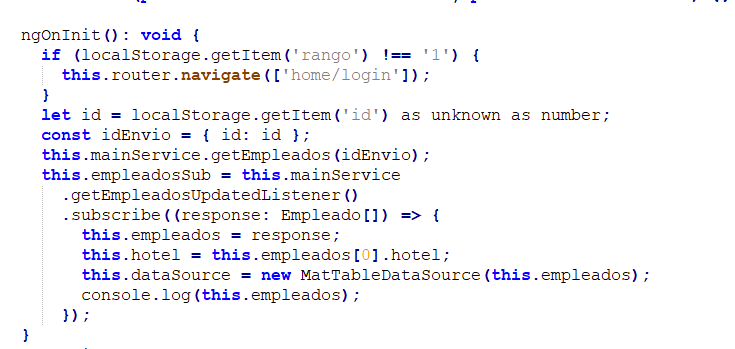 ngOnInit(): void {
if (localStorage.getItem('rango') !== '1') {
this.router.navigate(['home/login']);
}
let id = localStorage.getItem('id') as unknown as number;
const idEnvio = { id: id };
this.mainService.getEmpleados(idEnvio);
this.empleadosSub = this.mainService
.getEmpleadosUpdatedListener()
.subscribe((response: Empleado[]) => {
this.empleados = response;
this.hotel = this.empleados[0].hotel;
this.dataSource = new MatTableDataSource(this.empleados);
console.log(this.empleados);
});
}